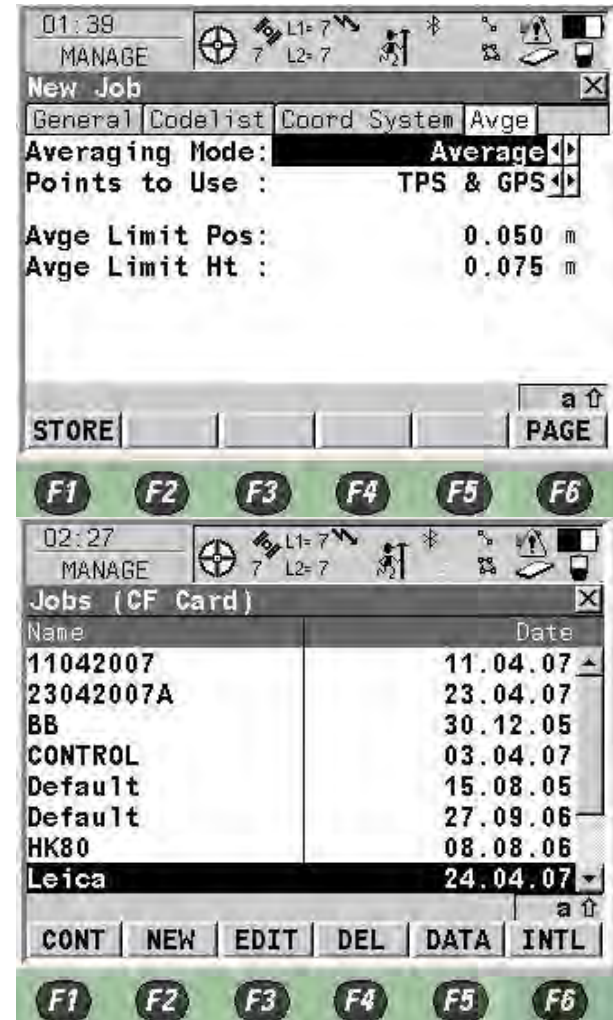 01:39
MANAGE
7 L1= 7
L2= 7
New Job
General Codelist Coord System Avge
Averaging Mode: Average
Points to Use : TPS & GPS
Avge Limit Pos: 0.050 m
Avge Limit Ht : 0.075 m
a
STORE PAGE
F1 F2 F3 F4 F5 F6
02:27
MANAGE
7 L1= 7
L2= 7
Jobs (CF Card)
Name Date
11042007 11.04.07
23042007A 23.04.07
BB 30.12.05
CONTROL 03.04.07
Default 15.08.05
Default 27.09.06
HK80 08.08.06
Leica 24.04.07
a
CONT NEW EDIT DEL DATA INTL
F1 F2 F3 F4 F5 F6